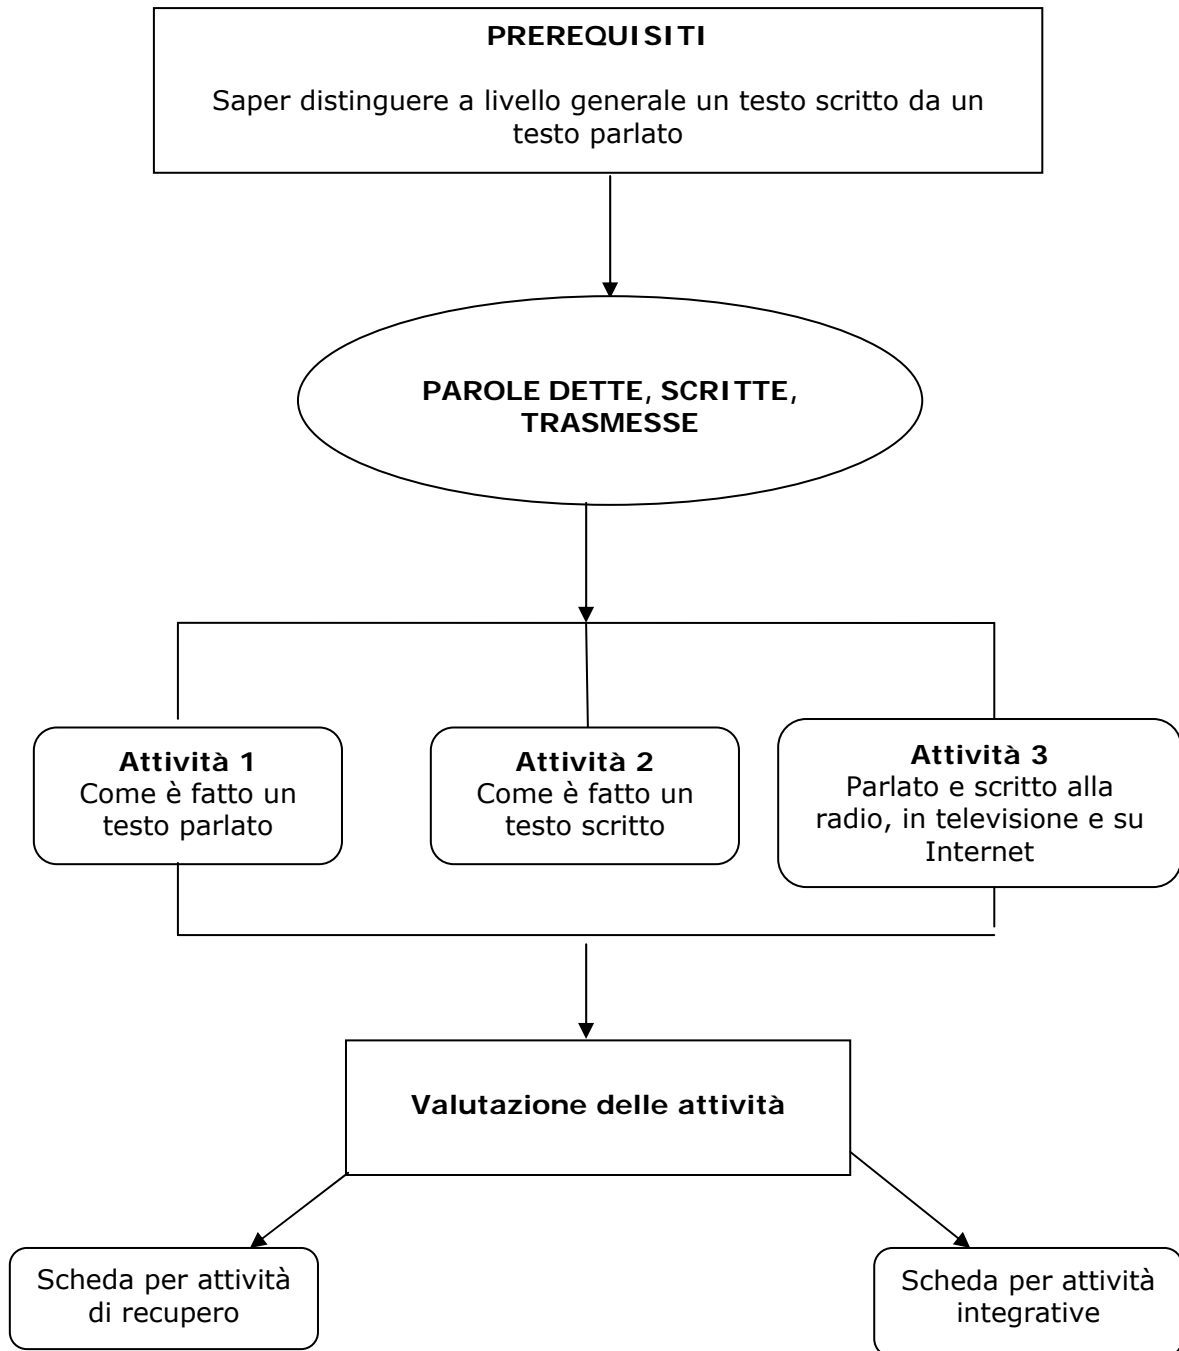 PREREQUISITI
Saper distinguere a livello generale un testo scritto da un
testo parlato
PAROLE DETTE, SCRITTE,
TRASMESSE
Attività 1
Come è fatto un
testo parlato
Attività 2
Come è fatto un
testo scritto
Attività 3
Parlato e scritto alla
radio, in televisione e su
Internet
Valutazione delle attività
Scheda per attività
di recupero
Scheda per attività
integrative